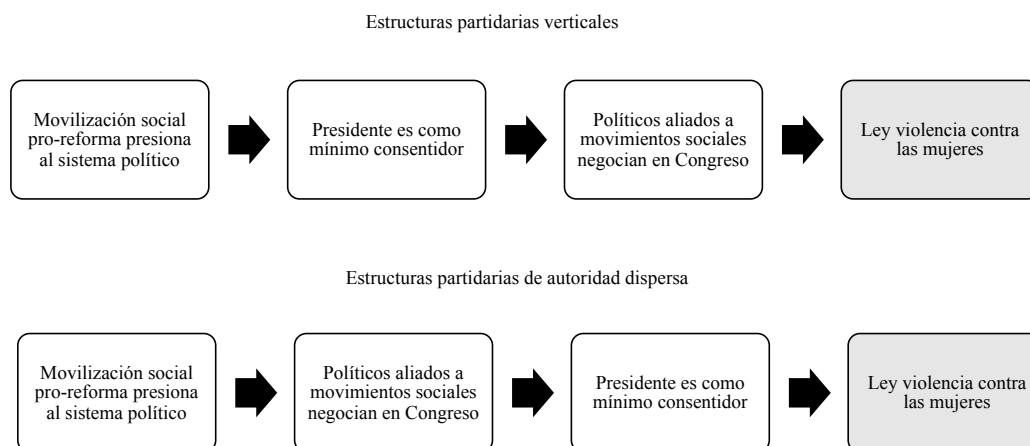 Estructuras partidarias verticales
Movilización social
pro-reforma presiona
al sistema político
Presidente es como
mínimo consentidor
Políticos aliados a
movimientos sociales
negocian en Congreso
Ley violencia contra
las mujeres
Estructuras partidarias de autoridad dispersa
Movilización social
pro-reforma presiona
al sistema político
Políticos aliados a
movimientos sociales
negocian en Congreso
Presidente es como
mínimo consentidor
Ley violencia contra
las mujeres